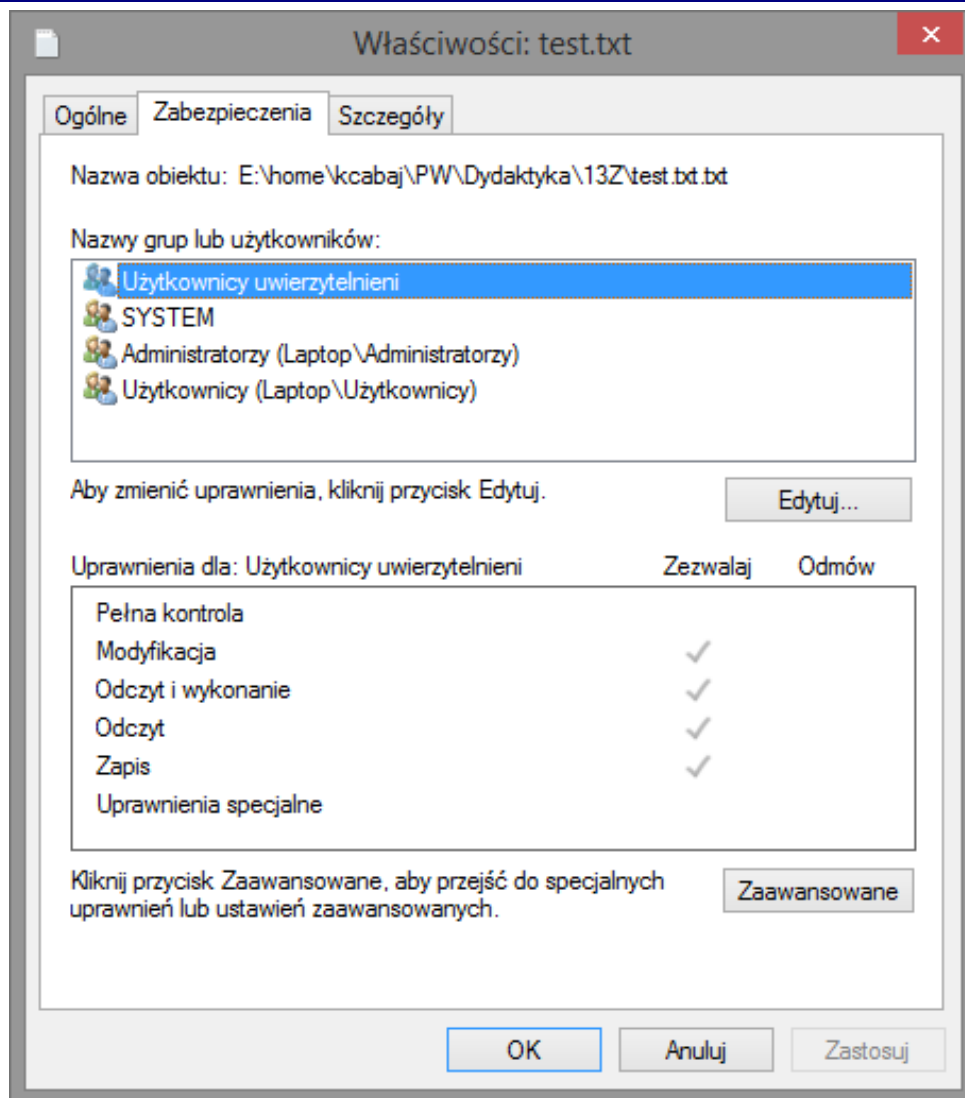 Właściwości: test.txt
Ogólne Zabezpieczenia Szczegóły
Nazwa obiektu: E:\home\kcabaj\PW\Dydaktyka\13Z\test.txt.txt
Nazwy grup lub użytkowników:
Użytkownicy uwierzytelnieni
SYSTEM
Administratorzy (Laptop\Administratorzy)
Użytkownicy (Laptop\Użytkownicy)
Aby zmienić uprawnienia, kliknij przycisk Edytuj.
Edytuj...
Uprawnienia dla: Użytkownicy uwierzytelnieni Zezwalaj Odmów
Pełna kontrola
Modyfikacja
Odczyt i wykonanie
Odczyt
Zapis
Uprawnienia specjalne
Kliknij przycisk Zaawansowane, aby przejść do specjalnych
uprawnień lub ustawień zaawansowanych.
Zaawansowane
OK Anuluj Zastosuj